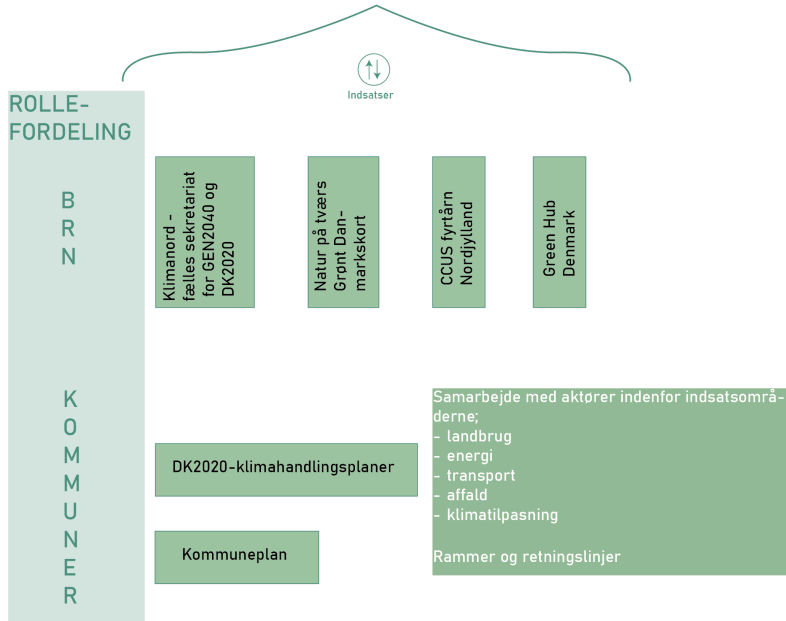 Indsatser
ROLLE-
FORDELING
B
R
N
Klimanord -
fælles sekretariat
for GEN2040 og
DK2020
Natur på tværs
Grønt Dan-
markskort
CCUS fyrtårn
Nordjylland
Green Hub
Denmark
K
O
M
M
U
N
E
R
DK2020-klimahandlingsplaner
Kommuneplan
Samarbejde med aktører indenfor indsatsområ-
derne;
- landbrug
- energi
- transport
- affald
- klimatilpasning
Rammer og retningslinjer